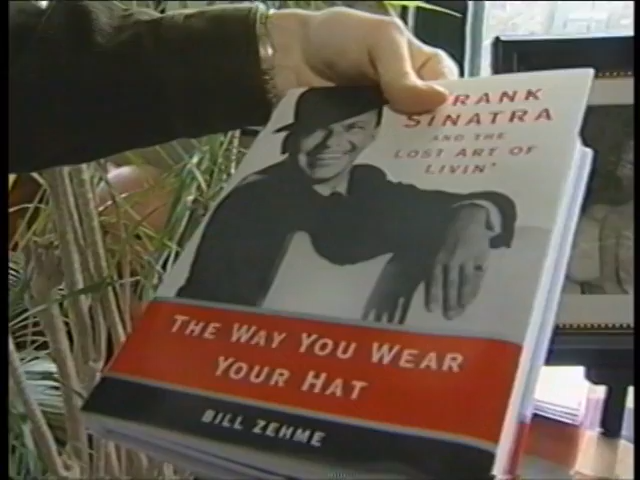 FRANK
SINATRA
AND THE
LOST ART OF
LIVIN'
THE WAY YOU WEAR
YOUR HAT
BILL ZEHME